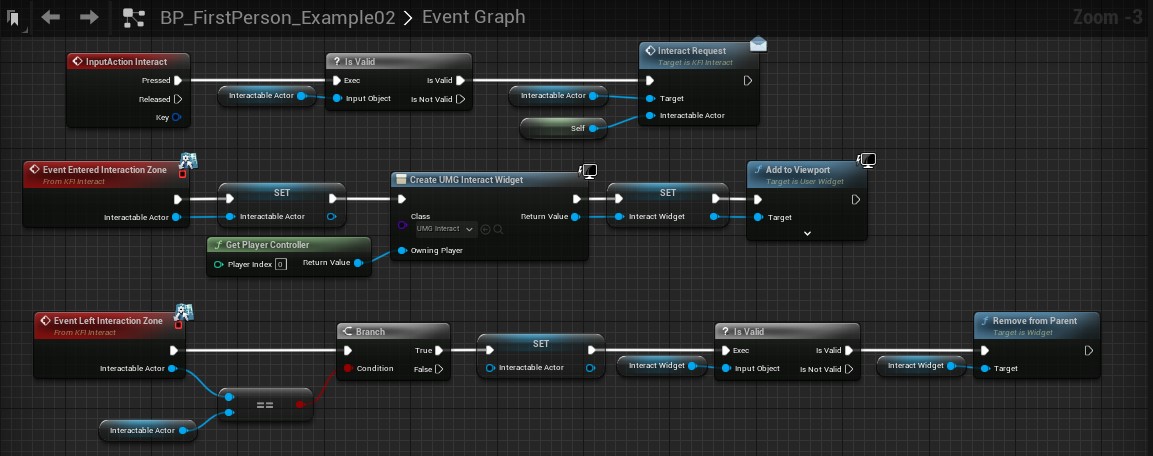 BP_FirstPerson_Example02 > Event Graph
Zoom -3
InputAction Interact
Pressed
Released
Key
Interactable Actor
? Is Valid
Exec
Is Valid
Input Object
Is Not Valid
Interactable Actor
Self
Interact Request
Target is KFI Interact
Target
Interactable Actor
Event Entered Interaction Zone
From KFI Interact
Interactable Actor
SET
Interactable Actor
f Get Player Controller
Player Index 0
Return Value
Create UMG Interact Widget
Class
UMG Interact
Return Value
Owning Player
SET
Interact Widget
f Add to Viewport
Target is User Widget
Target
Event Left Interaction Zone
From KFI Interact
Interactable Actor
Interactable Actor
==
Branch
True
Condition
False
SET
Interactable Actor
Interact Widget
? Is Valid
Exec
Is Valid
Input Object
Is Not Valid
Interact Widget
f Remove from Parent
Target is Widget
Target